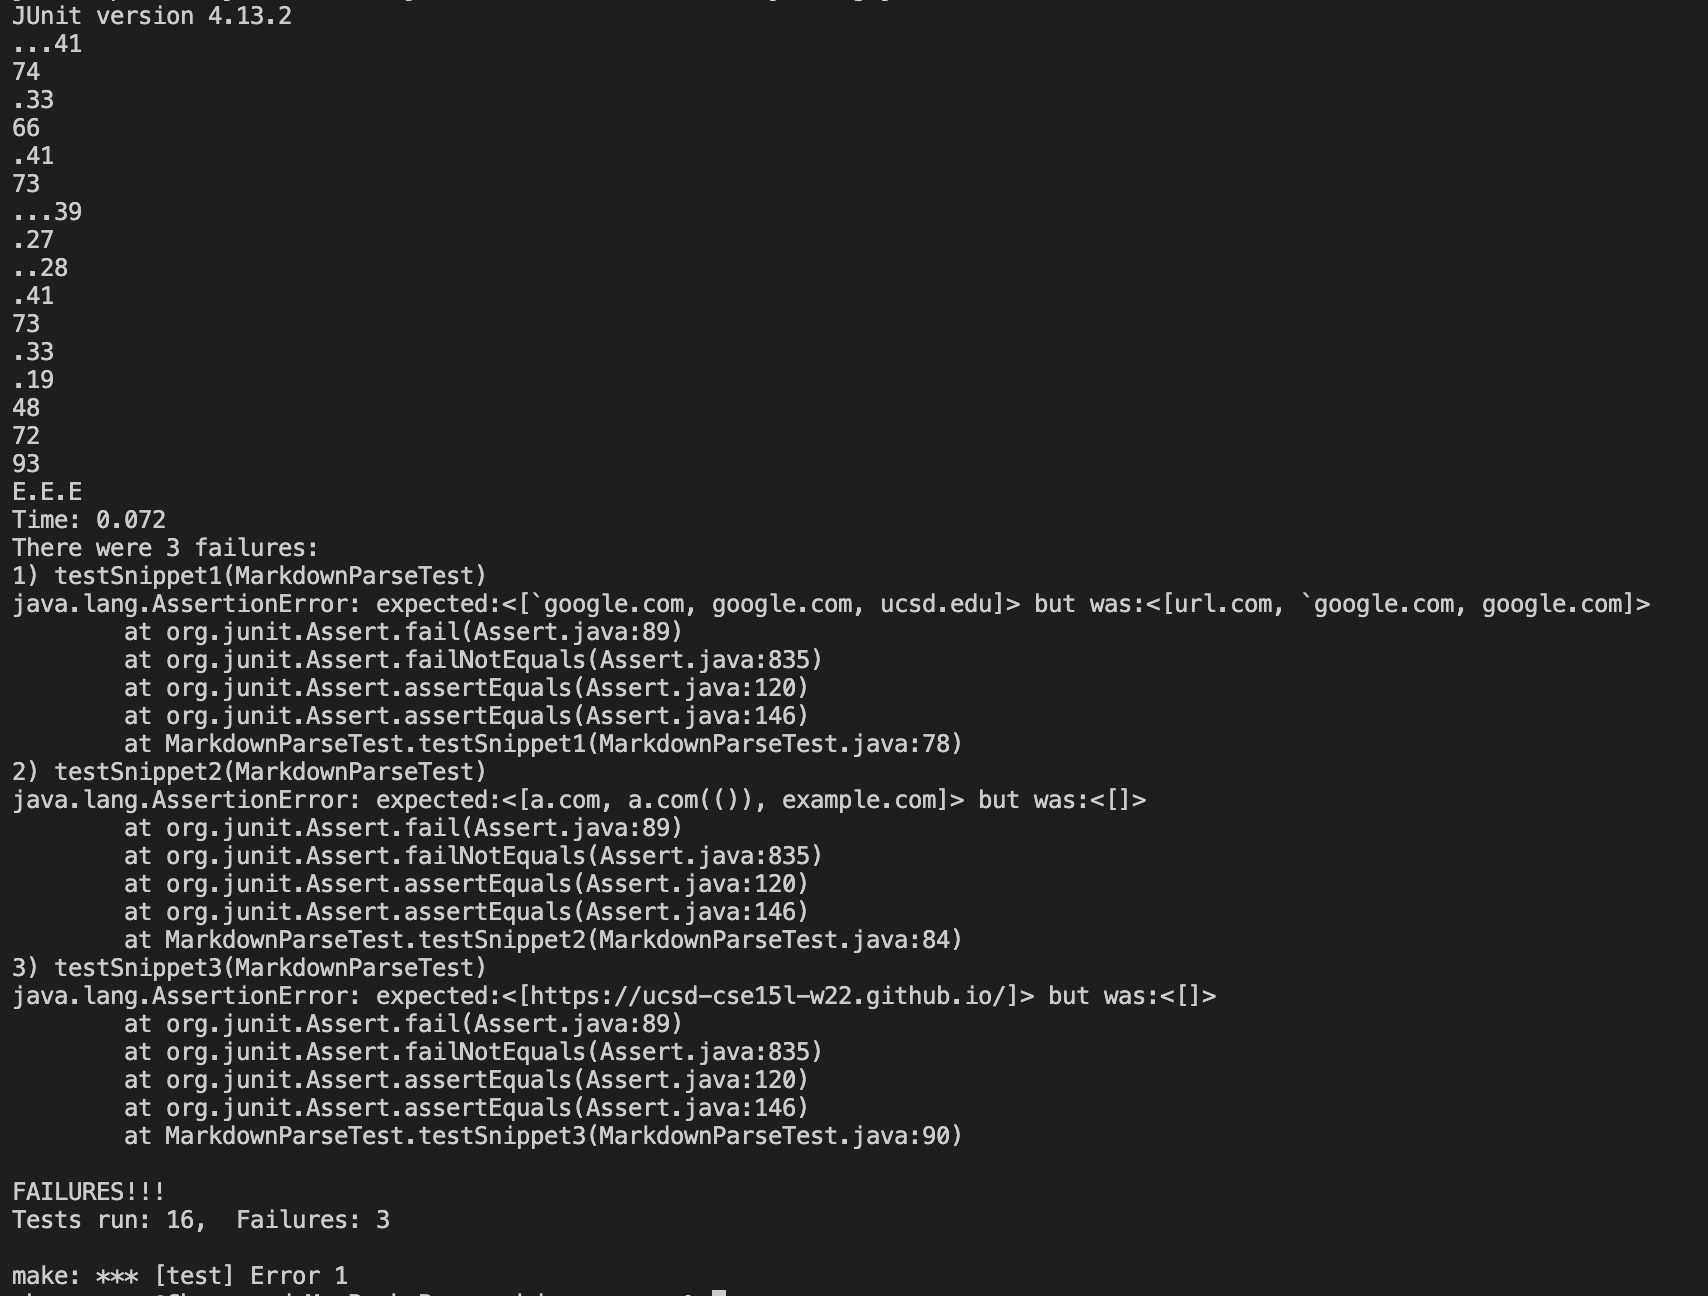 JUnit version 4.13.2
...41
74
.33
66
.41
73
...39
.27
..28
.41
73
.33
.19
48
72
93
E.E.E
Time: 0.072
There were 3 failures:
1) testSnippet1(MarkdownParseTest)
java.lang.AssertionError: expected:<[`google.com, google.com, ucsd.edu]> but was:<[url.com, `google.com, google.com]>
        at org.junit.Assert.fail(Assert.java:89)
        at org.junit.Assert.failNotEquals(Assert.java:835)
        at org.junit.Assert.assertEquals(Assert.java:120)
        at org.junit.Assert.assertEquals(Assert.java:146)
        at MarkdownParseTest.testSnippet1(MarkdownParseTest.java:78)
2) testSnippet2(MarkdownParseTest)
java.lang.AssertionError: expected:<[a.com, a.com(()), example.com]> but was:<[]>
        at org.junit.Assert.fail(Assert.java:89)
        at org.junit.Assert.failNotEquals(Assert.java:835)
        at org.junit.Assert.assertEquals(Assert.java:120)
        at org.junit.Assert.assertEquals(Assert.java:146)
        at MarkdownParseTest.testSnippet2(MarkdownParseTest.java:84)
3) testSnippet3(MarkdownParseTest)
java.lang.AssertionError: expected:<[https://ucsd-cse15l-w22.github.io/]> but was:<[]>
        at org.junit.Assert.fail(Assert.java:89)
        at org.junit.Assert.failNotEquals(Assert.java:835)
        at org.junit.Assert.assertEquals(Assert.java:120)
        at org.junit.Assert.assertEquals(Assert.java:146)
        at MarkdownParseTest.testSnippet3(MarkdownParseTest.java:90)

FAILURES!!!
Tests run: 16,  Failures: 3

make: *** [test] Error 1